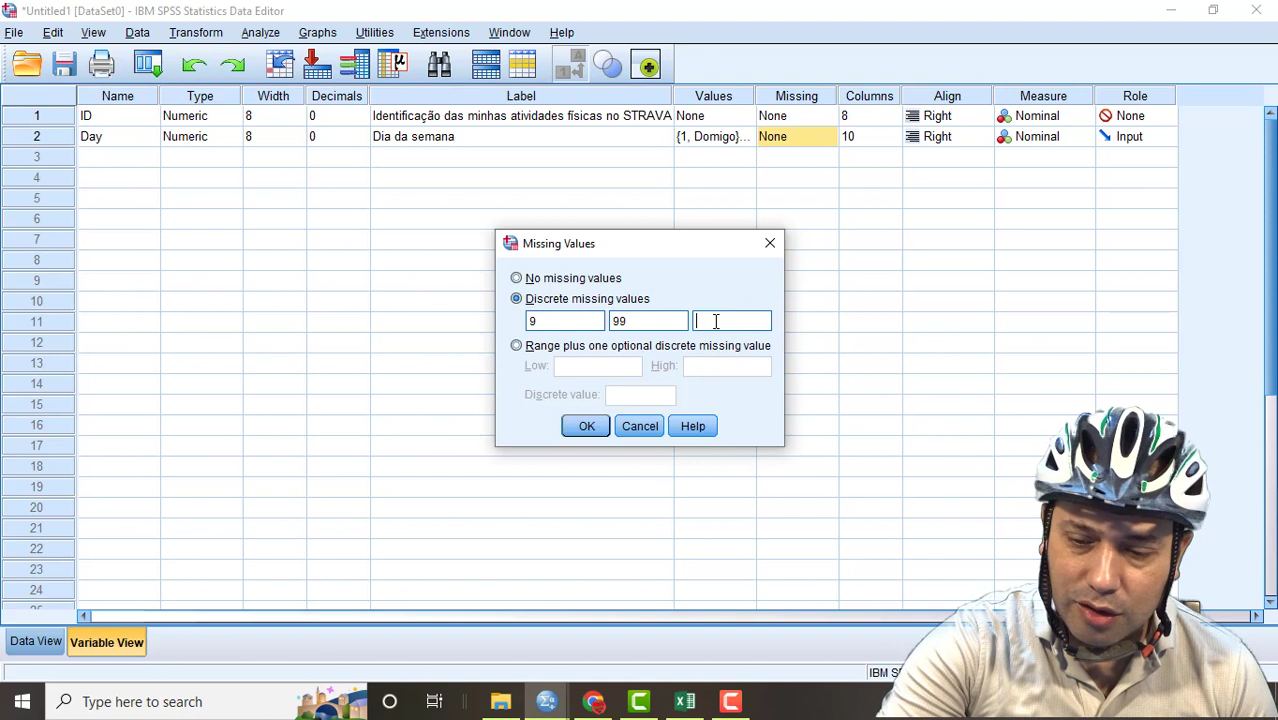 *Untitled1 [DataSet0] - IBM SPSS Statistics Data Editor
File Edit View Data Transform Analyze Graphs Utilities Extensions Window Help
Name Type Width Decimals Label Values Missing Columns Align Measure Role
1 ID Numeric 8 0 Identificação das minhas atividades físicas no STRAVA None None 8 Right Nominal None
2 Day Numeric 8 0 Dia da semana {1, Domigo}... None 10 Right Nominal Input
3
4
5
6
7
8
9
10
11
12
13
14
15
16
17
18
19
20
21
22
23
24
Missing Values
No missing values
Discrete missing values
9 99
Range plus one optional discrete missing value
Low: High:
Discrete value:
OK Cancel Help
Data View Variable View
IBM SPS
Type here to search